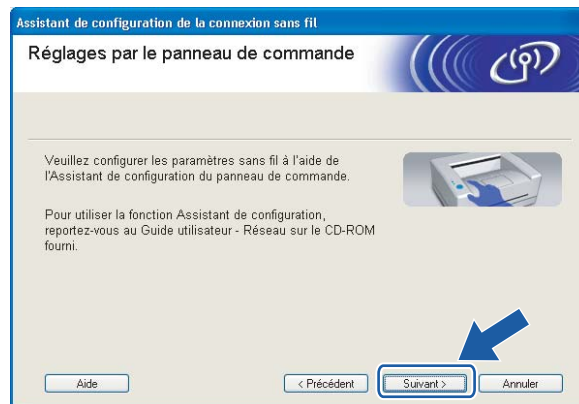 Assistant de configuration de la connexion sans fil
Réglages par le panneau de commande
Veuillez configurer les paramètres sans fil à l'aide de
l'Assistant de configuration du panneau de commande.
Pour utiliser la fonction Assistant de configuration,
reportez-vous au Guide utilisateur - Réseau sur le CD-ROM
fourni.
Aide
< Précédent
Suivant >
Annuler